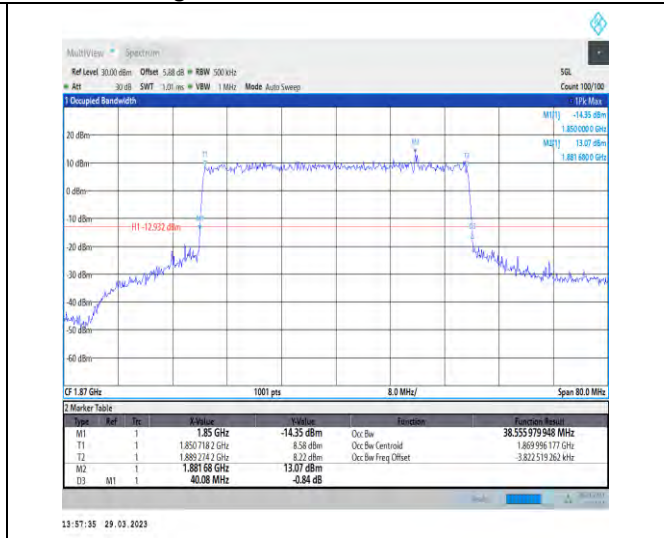 MultiView Spectrum
Ref Level 30.00 dBm Offset 5.88 dB RBW 500 kHz SGL
Att 30 dB SWT 1.01 ms VBW 1 MHz Mode Auto Sweep Count 100/100
1 Occupied Bandwidth 1Pk Max
M1[1] -14.35 dBm
1.8500000 GHz
M2[1] 13.07 dBm
1.8816800 GHz
20 dBm
M2
T1
T2
10 dBm
0 dBm
-10 dBm
M1
H1 -12.932 dBm
D3
-20 dBm
-30 dBm
-40 dBm
-50 dBm
-60 dBm
CF 1.87 GHz 1001 pts 8.0 MHz/ Span 80.0 MHz
2 Marker Table
Type Ref Trc X-Value Y-Value Function Function Result
M1 1 1.85 GHz -14.35 dBm Occ Bw 38.555 979 948 MHz
T1 1 1.850718 2 GHz 8.58 dBm Occ Bw Centroid 1.869 996 177 GHz
T2 1 1.889 274 2 GHz 8.22 dBm Occ Bw Freq Offset -3.822 519 262 kHz
M2 1 1.881 68 GHz 13.07 dBm
D3 M1 1 40.08 MHz -0.84 dB
13:57:35 29.03.2023